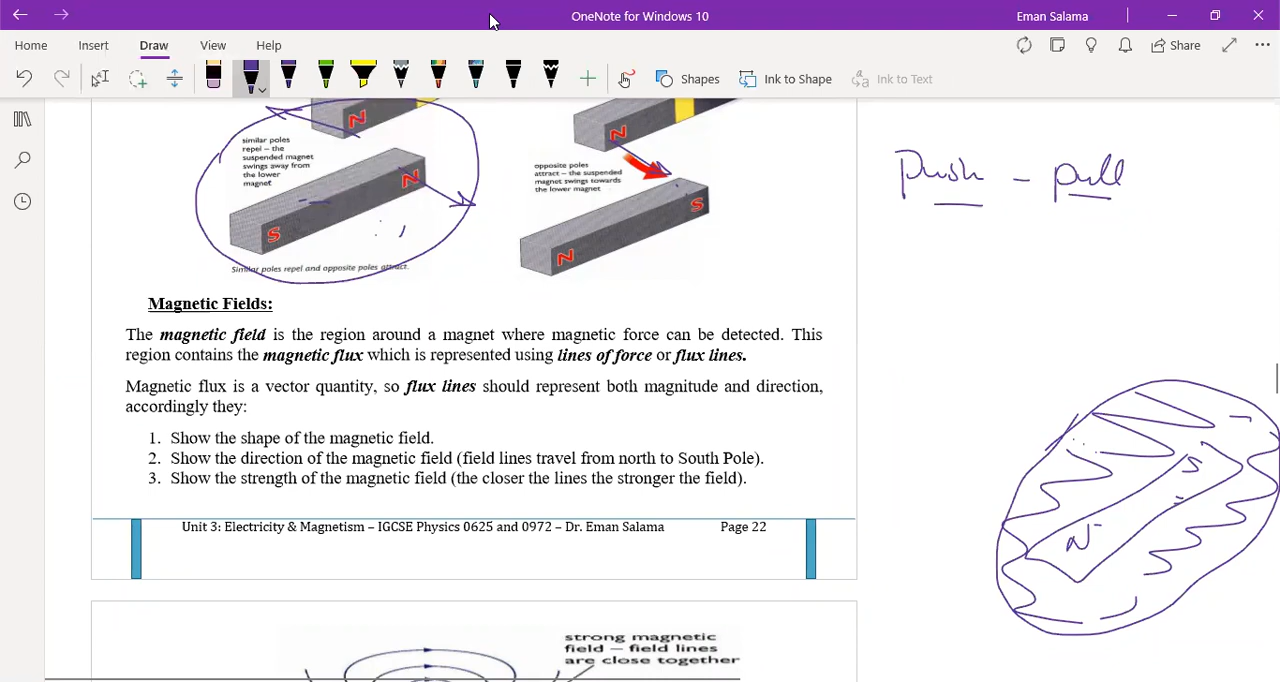 OneNote for Windows 10
Eman Salama
Home Insert Draw View Help
Share
Shapes
Ink to Shape
Ink to Text
N
similar poles
repel – the
suspended magnet
swings away from
the lower
magnet.
N
S
Similar poles repel and opposite poles attract.
N
opposite poles
attract – the suspended
magnet swings towards
the lower magnet
S
N
Push – pull
Magnetic Fields:
The magnetic field is the region around a magnet where magnetic force can be detected. This
region contains the magnetic flux which is represented using lines of force or flux lines.
Magnetic flux is a vector quantity, so flux lines should represent both magnitude and direction,
accordingly they:
1. Show the shape of the magnetic field.
2. Show the direction of the magnetic field (field lines travel from north to South Pole).
3. Show the strength of the magnetic field (the closer the lines the stronger the field).
S
N
Unit 3: Electricity & Magnetism – IGCSE Physics 0625 and 0972 – Dr. Eman Salama Page 22
strong magnetic
field – field lines
are close together